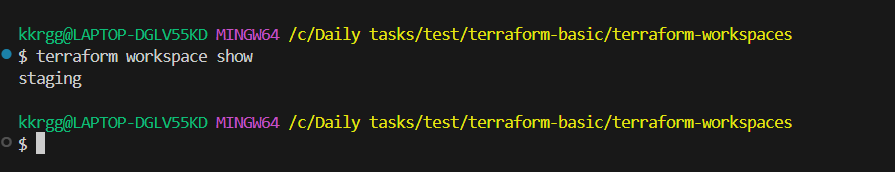 kkrgg@LAPTOP-DGLV55KD MINGW64 /c/Daily tasks/test/terraform-basic/terraform-workspaces
$ terraform workspace show
staging
kkrgg@LAPTOP-DGLV55KD MINGW64 /c/Daily tasks/test/terraform-basic/terraform-workspaces
$